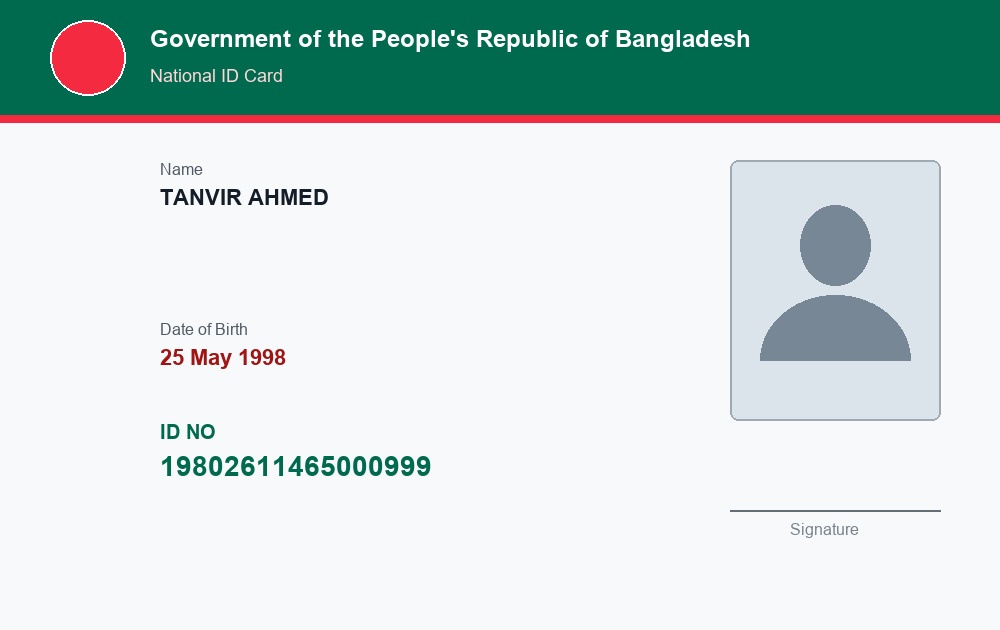 Government of the People's Republic of Bangladesh
National ID Card
Name
TANVIR AHMED
Date of Birth
25 May 1998
ID NO
19802611465000999
Signature